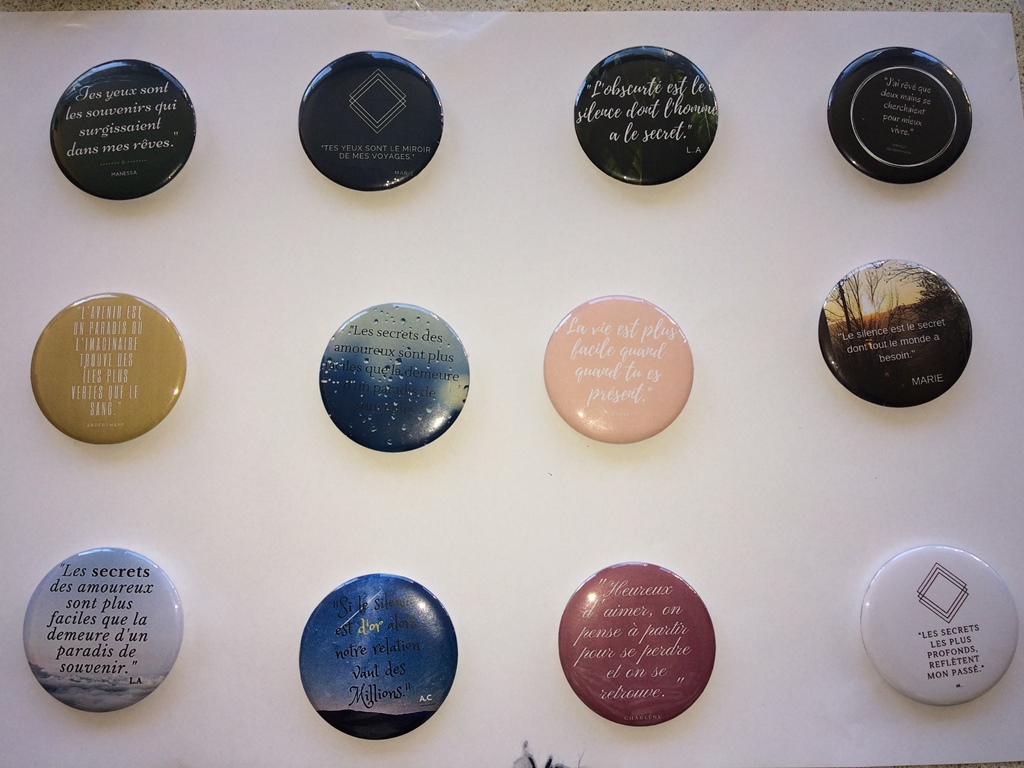 "Tes yeux sont
les souvenirs qui
surgissaient
dans mes rêves."
MANESSA
"TES YEUX SONT LE MIROIR
DE MES VOYAGES."
MARIE
"L'obscurité est le
silence dont l'homme
a le secret."
L.A
"J'ai rêvé que
deux mains se
cherchaient
pour mieux
vivre."
"L'AVENIR EST
UN PARADIS OÙ
L'IMAGINAIRE
TROUVE DES
ÎLES PLUS
VERTES QUE LE
SANG."
"Les secrets des
amoureux sont plus
faciles que la demeure
d'un paradis de
"La vie est plus
facile quand
quand tu es
présent."
"Le silence est le secret
dont tout le monde a
besoin."
MARIE
"Les secrets
des amoureux
sont plus
faciles que la
demeure d'un
paradis de
souvenir."
L.A
"Si le silence
est d'or alors
notre relation
vaut des
Millions."
A.C
"Heureux
d'aimer, on
pense à partir
pour se perdre
et on se
retrouve."
CHARLÈNE
"LES SECRETS
LES PLUS
PROFONDS,
REFLÈTENT
MON PASSÉ."